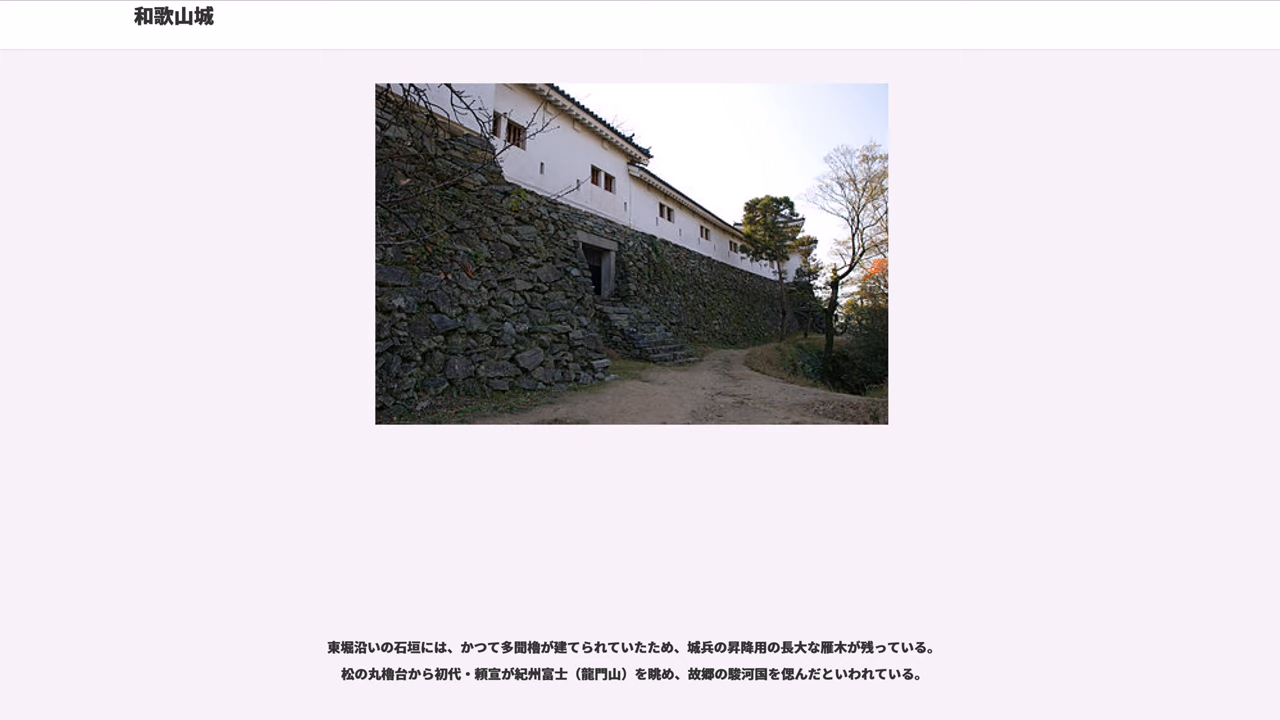 和歌山城
東堀沿いの石垣には、かつて多聞櫓が建てられていたため、城兵の昇降用の長大な雁木が残っている。
松の丸櫓台から初代・頼宣が紀州富士（龍門山）を眺め、故郷の駿河国を偲んだといわれている。